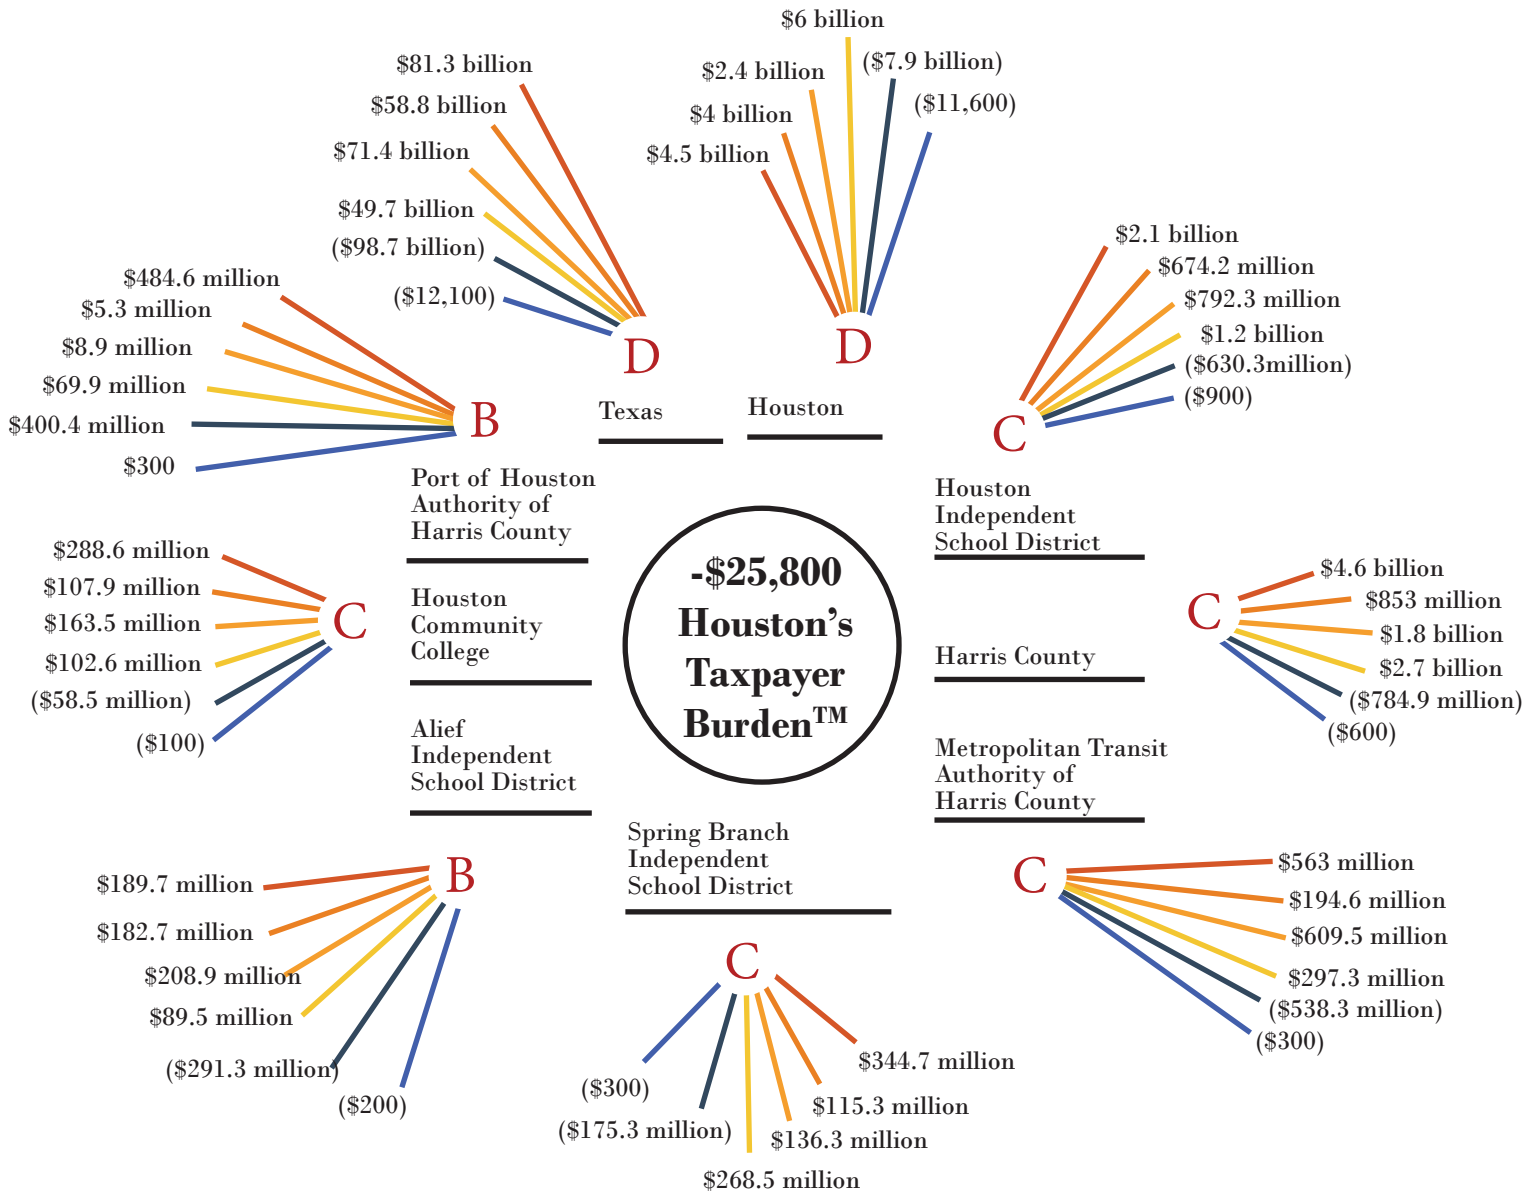 $6 billion
$81.3 billion
($7.9 billion)
$2.4 billion
$58.8 billion
($11,600)
$4 billion
$71.4 billion
$4.5 billion
$49.7 billion
($98.7 billion)
($12,100)
D
Texas
D
Houston
$2.1 billion
$674.2 million
$792.3 million
$1.2 billion
($630.3million)
($900)
C
Houston
Independent
School District
$484.6 million
$5.3 million
$8.9 million
$69.9 million
$400.4 million
$300
B
Port of Houston
Authority of
Harris County
-$25,800
Houston's
Taxpayer
Burden™
$288.6 million
$107.9 million
$163.5 million
$102.6 million
($58.5 million)
($100)
C
Houston
Community
College
$4.6 billion
$853 million
$1.8 billion
$2.7 billion
($784.9 million)
($600)
C
Harris County
Alief
Independent
School District
B
$189.7 million
$182.7 million
$208.9 million
$89.5 million
($291.3 million)
($200)
Metropolitan Transit
Authority of
Harris County
C
$563 million
$194.6 million
$609.5 million
$297.3 million
($538.3 million)
($300)
Spring Branch
Independent
School District
C
$344.7 million
$115.3 million
$136.3 million
$268.5 million
($175.3 million)
($300)